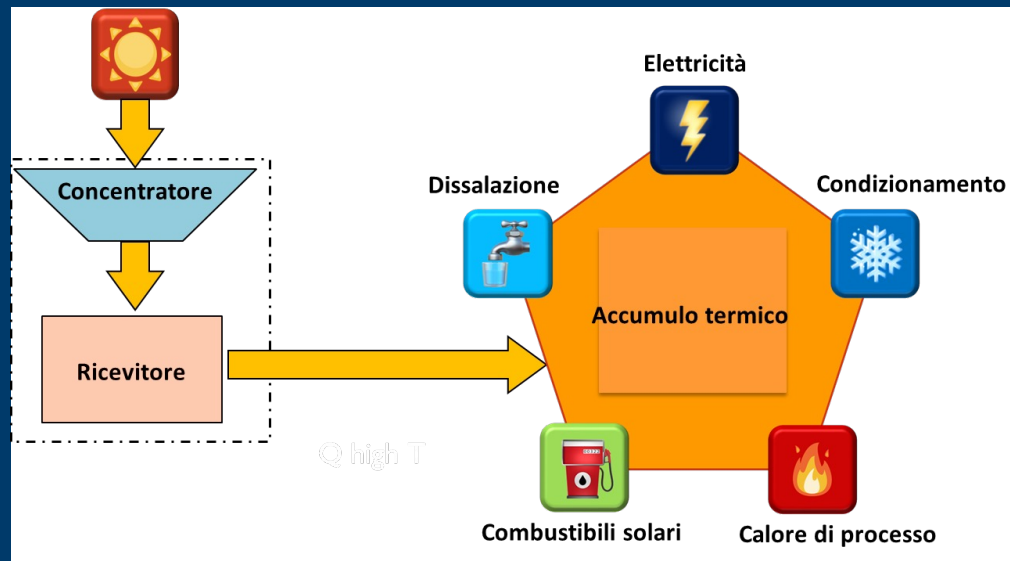 Elettricità
Dissalazione
Condizionamento
Concentratore
Accumulo termico
Ricevitore
Q high T
Combustibili solari
Calore di processo